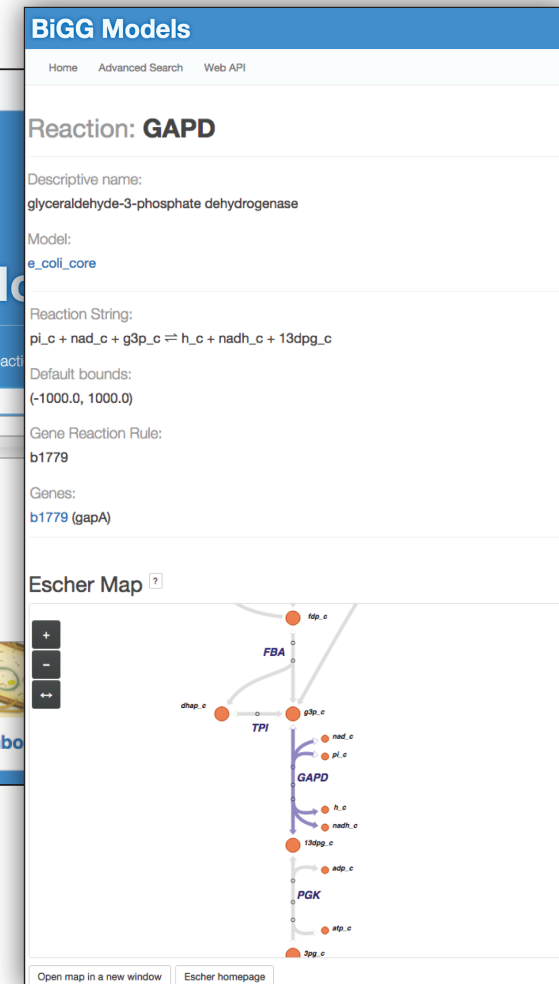 BiGG Models
Home Advanced Search Web API
Reaction: GAPD
Descriptive name:
glyceraldehyde-3-phosphate dehydrogenase
Model:
e_coli_core
Reaction String:
pi_c + nad_c + g3p_c ⇌ h_c + nadh_c + 13dpg_c
Default bounds:
(-1000.0, 1000.0)
Gene Reaction Rule:
b1779
Genes:
b1779 (gapA)
Escher Map ?
+
−
↔
fdp_c
FBA
dhap_c
g3p_c
TPI
nad_c
pi_c
GAPD
h_c
nadh_c
13dpg_c
adp_c
PGK
atp_c
3pg_c
Open map in a new window Escher homepage